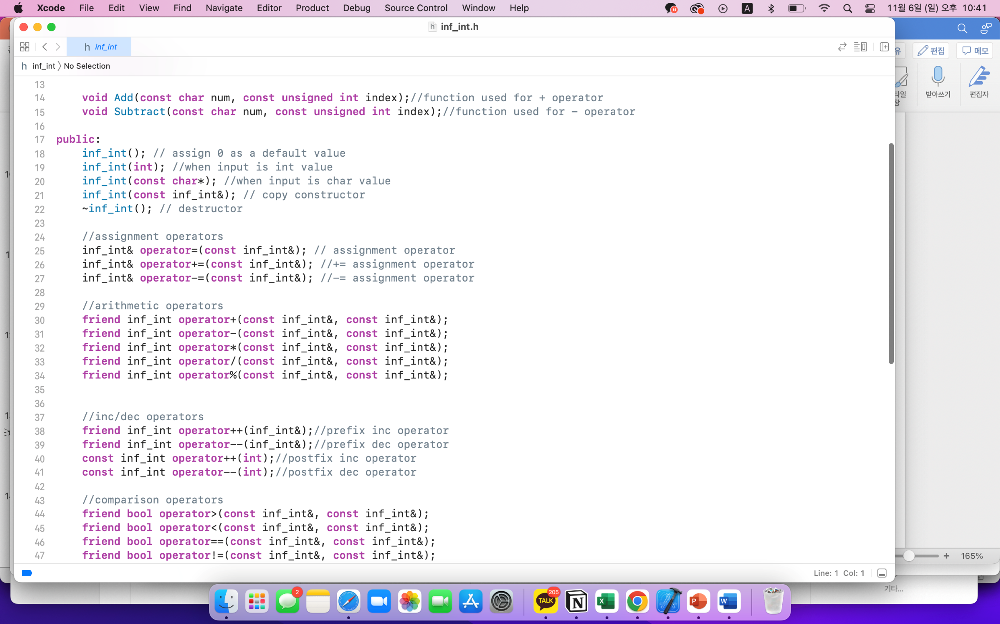 Xcode File Edit View Find Navigate Editor Product Debug Source Control Window Help A 11월 6일 (일) 오후 10:41
h inf_int.h
h inf_int
유 편집 메모
h inf_int 〉 No Selection
타일 창 받아쓰기 편집자
13
14 void Add(const char num, const unsigned int index);//function used for + operator
15 void Subtract(const char num, const unsigned int index);//function used for - operator
16
17 public:
18 inf_int(); // assign 0 as a default value
19 inf_int(int); //when input is int value
20 inf_int(const char*); //when input is char value
21 inf_int(const inf_int&); // copy constructor
22 ~inf_int(); // destructor
23
24 //assignment operators
25 inf_int& operator=(const inf_int&); // assignment operator
26 inf_int& operator+=(const inf_int&); //+= assignment operator
27 inf_int& operator-=(const inf_int&); //-= assignment operator
28
29 //arithmetic operators
30 friend inf_int operator+(const inf_int&, const inf_int&);
31 friend inf_int operator-(const inf_int&, const inf_int&);
32 friend inf_int operator*(const inf_int&, const inf_int&);
33 friend inf_int operator/(const inf_int&, const inf_int&);
34 friend inf_int operator%(const inf_int&, const inf_int&);
35
36
37 //inc/dec operators
38 friend inf_int operator++(inf_int&);//prefix inc operator
39 friend inf_int operator--(inf_int&);//prefix dec operator
40 const inf_int operator++(int);//postfix inc operator
41 const inf_int operator--(int);//postfix dec operator
42
43 //comparison operators
44 friend bool operator>(const inf_int&, const inf_int&);
45 friend bool operator<(const inf_int&, const inf_int&);
46 friend bool operator==(const inf_int&, const inf_int&);
47 friend bool operator!=(const inf_int&, const inf_int&);
165%
Line: 1 Col: 1
기타...
2
TALK 205
N
X
P
W